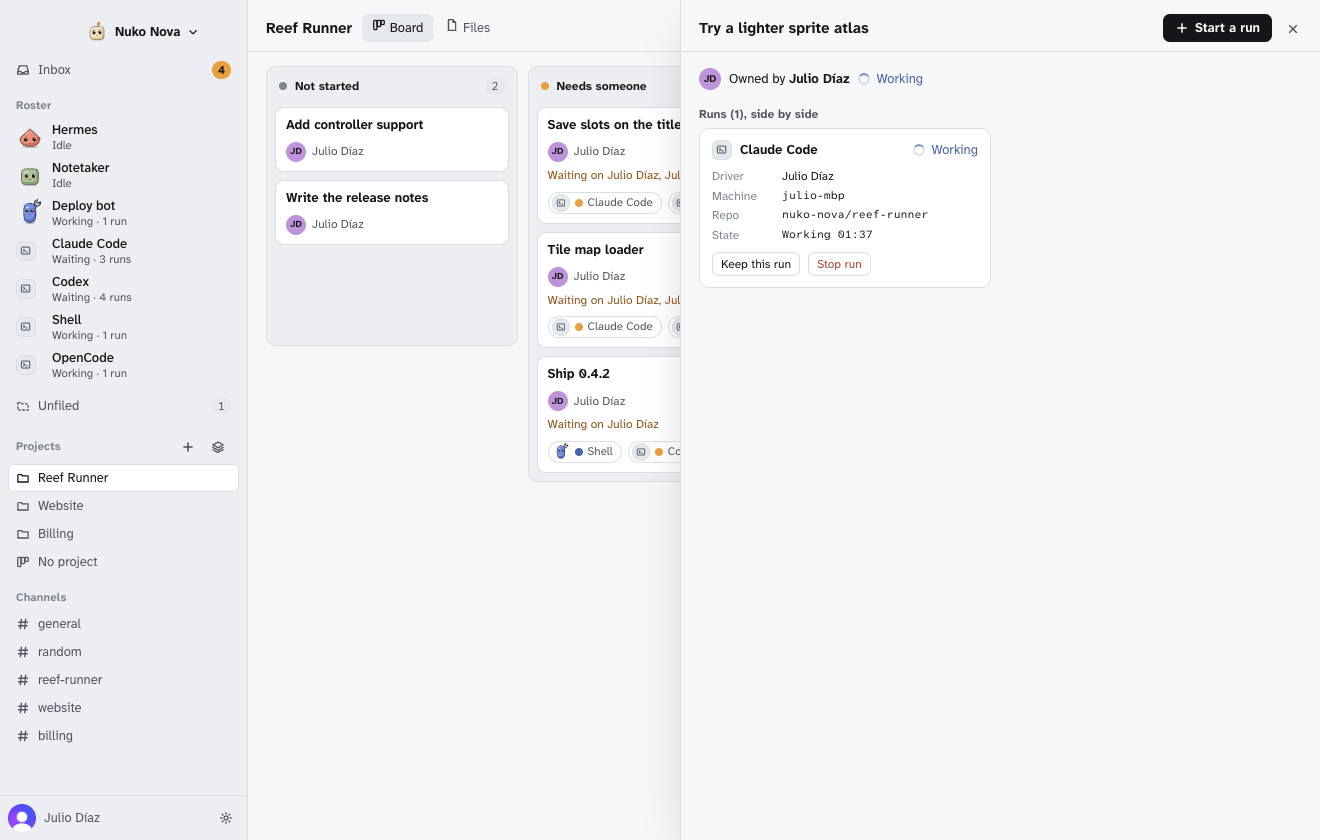 Nuko Nova
Inbox
4
Roster
Hermes
Idle
Notetaker
Idle
Deploy bot
Working · 1 run
Claude Code
Waiting · 3 runs
Codex
Waiting · 4 runs
Shell
Working · 1 run
OpenCode
Working · 1 run
Unfiled
1
Projects
Reef Runner
Website
Billing
No project
Channels
# general
# random
# reef-runner
# website
# billing
Julio Díaz
Reef Runner
Board
Files
Not started
2
Add controller support
JD Julio Díaz
Write the release notes
JD Julio Díaz
Needs someone
Save slots on the title
JD Julio Díaz
Waiting on Julio Díaz, Jul
Claude Code
Tile map loader
JD Julio Díaz
Waiting on Julio Díaz, Jul
Claude Code
Ship 0.4.2
JD Julio Díaz
Waiting on Julio Díaz
Shell
Co
Try a lighter sprite atlas
+ Start a run
JD Owned by Julio Díaz Working
Runs (1), side by side
Claude Code Working
Driver Julio Díaz
Machine julio-mbp
Repo nuko-nova/reef-runner
State Working 01:37
Keep this run
Stop run